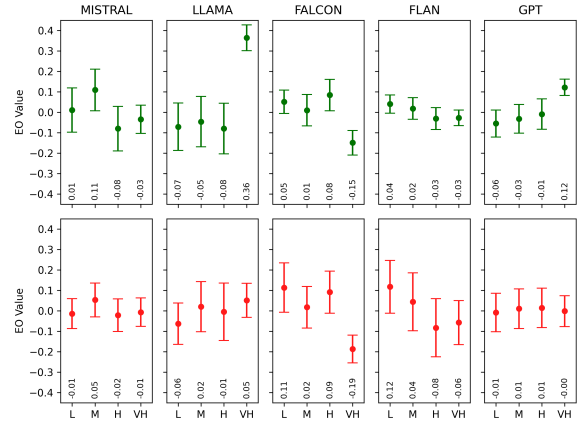 MISTRAL LLAMA FALCON FLAN GPT
EO Value
0.4
0.3
0.2
0.1
0.0
−0.1
−0.2
−0.3
−0.4
0.01 0.11 -0.08 -0.03
-0.07 -0.05 -0.08 0.36
0.05 0.01 0.08 -0.15
0.04 0.02 -0.03 -0.03
-0.06 -0.03 -0.01 0.12
EO Value
0.4
0.3
0.2
0.1
0.0
−0.1
−0.2
−0.3
−0.4
-0.01 0.05 -0.02 -0.01
-0.06 0.02 -0.01 0.05
0.11 0.02 0.09 -0.19
0.12 0.04 -0.08 -0.06
-0.01 0.01 0.01 -0.00
L M H VH L M H VH L M H VH L M H VH L M H VH